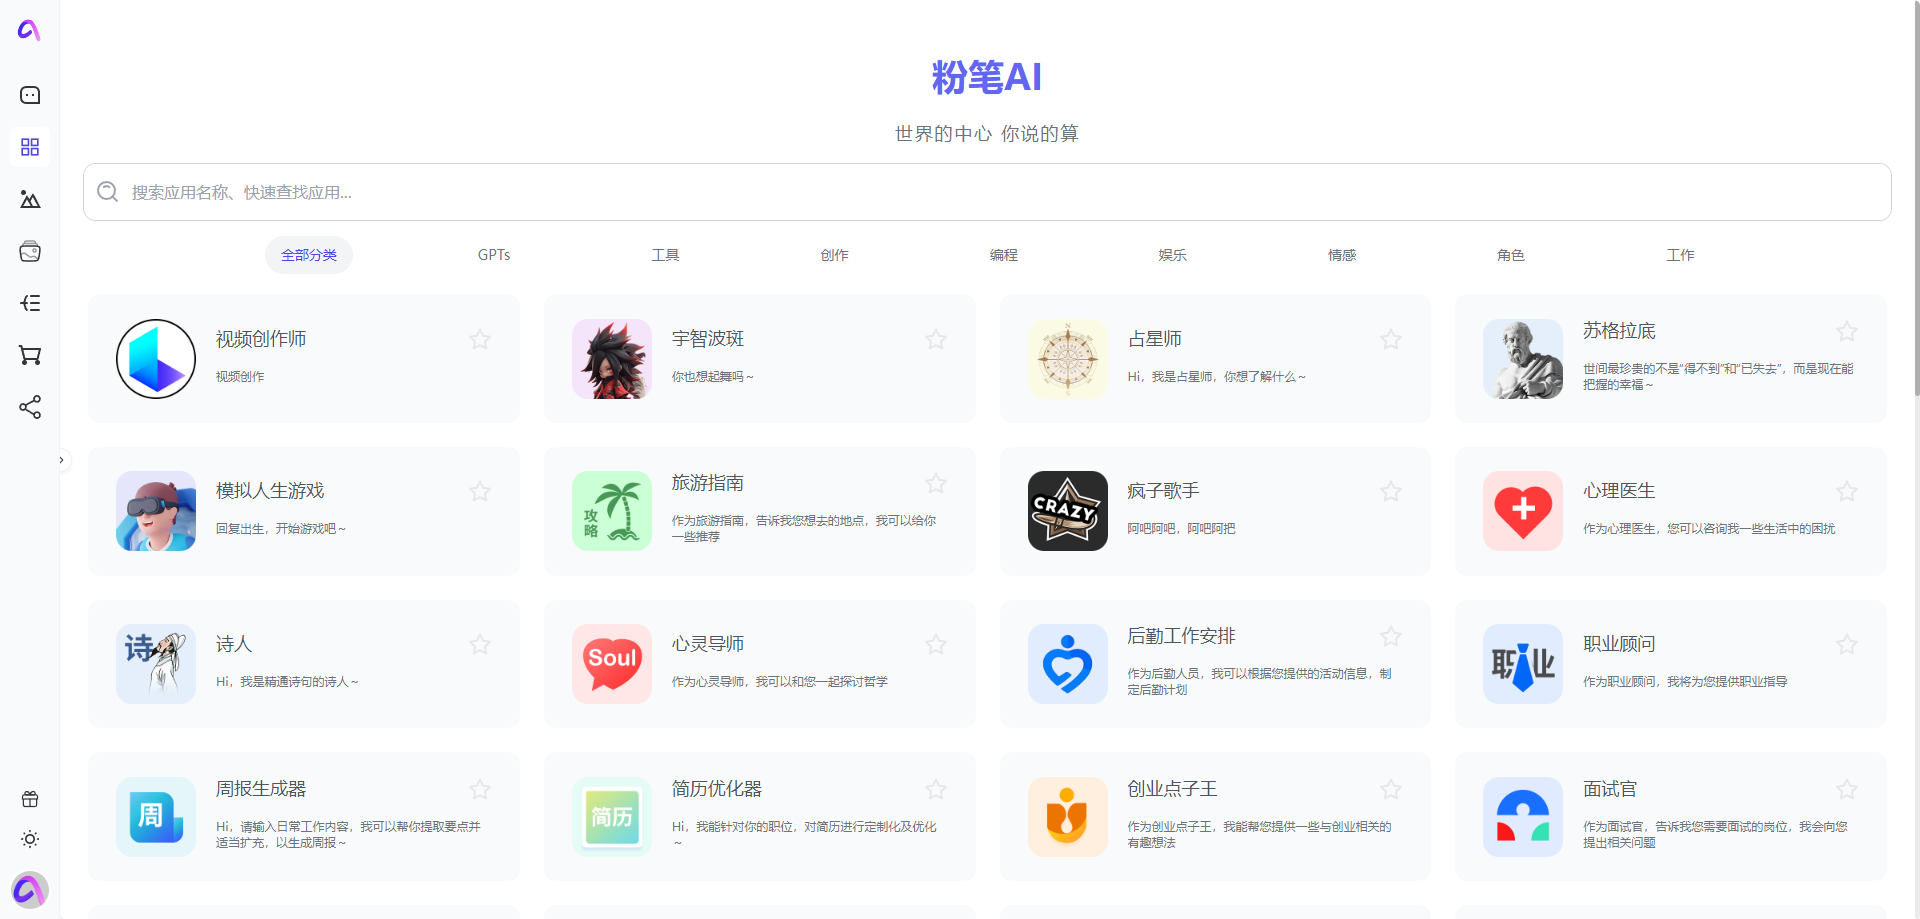 粉笔AI
世界的中心 你说的算
搜索应用名称、快速查找应用...
全部分类
GPTs
工具
创作
编程
娱乐
情感
角色
工作
视频创作师
视频创作
宇智波斑
你也想起舞吗～
占星师
Hi，我是占星师，你想了解什么～
苏格拉底
世间最珍贵的不是“得不到”和“已失去”，而是现在能
把握的幸福～
模拟人生游戏
回复出生，开始游戏吧～
攻略
旅游指南
作为旅游指南，告诉我您想去的地点，我可以给你
一些推荐
CRAZY
疯子歌手
阿吧阿吧，阿吧阿把
心理医生
作为心理医生，您可以咨询我一些生活中的困扰
诗
诗人
Hi，我是精通诗句的诗人～
Soul
心灵导师
作为心灵导师，我可以和您一起探讨哲学
后勤工作安排
作为后勤人员，我可以根据您提供的活动信息，制
定后勤计划
职业
职业顾问
作为职业顾问，我将为您提供职业指导
周
周报生成器
Hi，请输入日常工作内容，我可以帮你提取要点并
适当扩充，以生成周报～
简历
简历优化器
Hi，我能针对你的职位，对简历进行定制化及优化
～
创业点子王
作为创业点子王，我能帮您提供一些与创业相关的
有趣想法
面试官
作为面试官，告诉我您需要面试的岗位，我会向您
提出相关问题